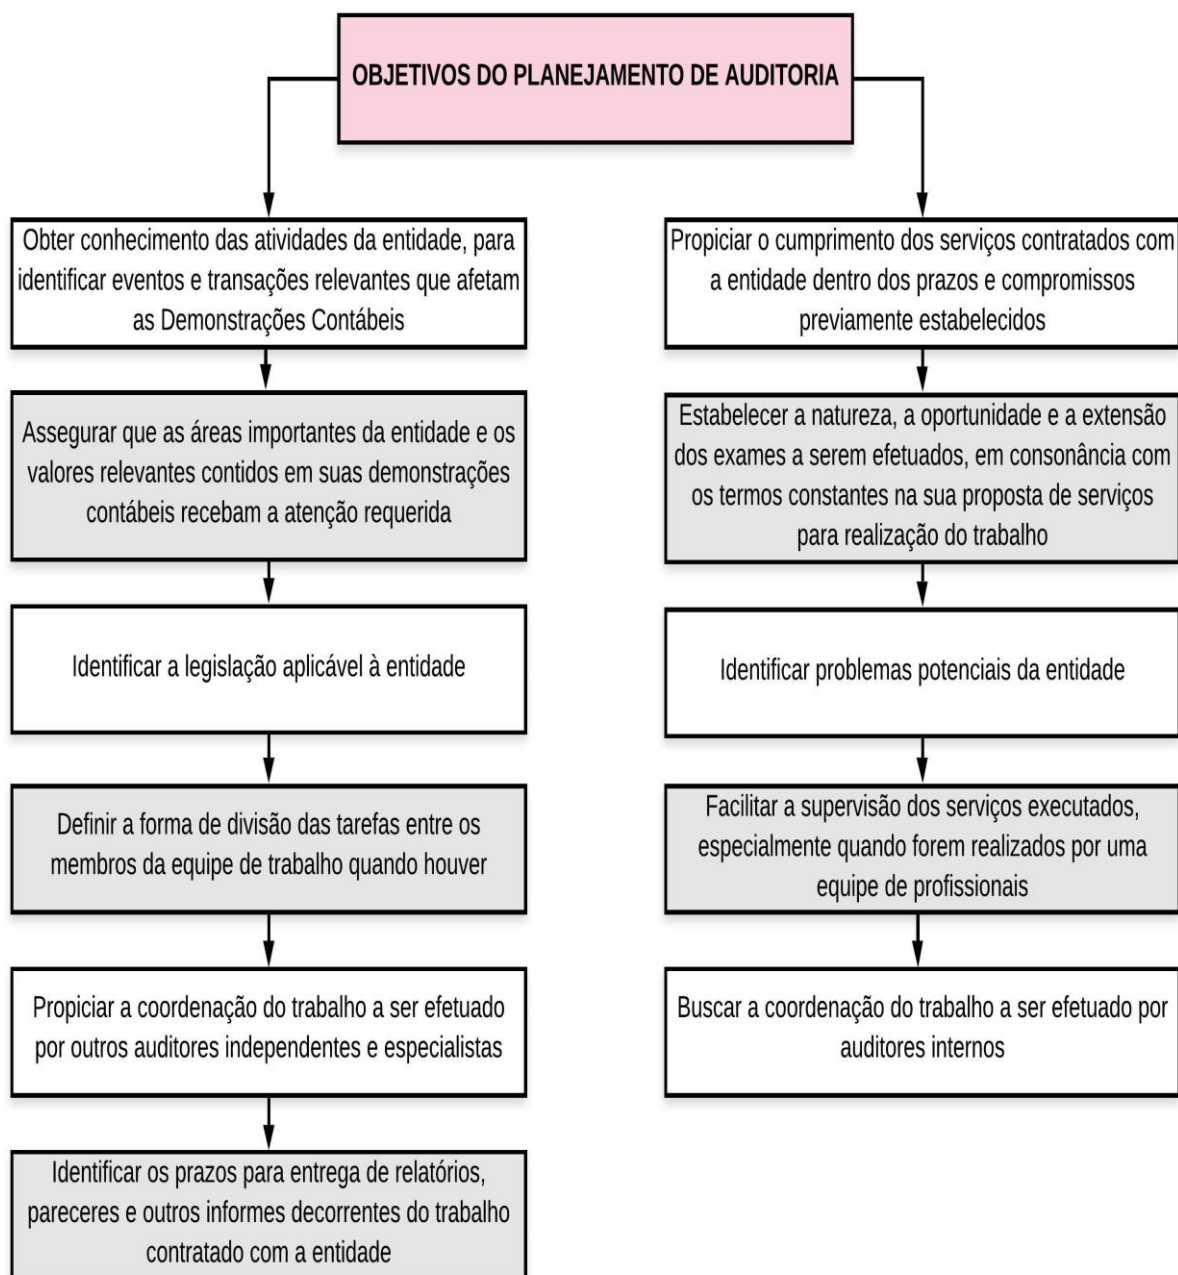 OBJETIVOS DO PLANEJAMENTO DE AUDITORIA
Obter conhecimento das atividades da entidade, para
identificar eventos e transações relevantes que afetam
as Demonstrações Contábeis
Assegurar que as áreas importantes da entidade e os
valores relevantes contidos em suas demonstrações
contábeis recebam a atenção requerida
Identificar a legislação aplicável à entidade
Definir a forma de divisão das tarefas entre os
membros da equipe de trabalho quando houver
Propiciar a coordenação do trabalho a ser efetuado
por outros auditores independentes e especialistas
Identificar os prazos para entrega de relatórios,
pareceres e outros informes decorrentes do trabalho
contratado com a entidade
Propiciar o cumprimento dos serviços contratados com
a entidade dentro dos prazos e compromissos
previamente estabelecidos
Estabelecer a natureza, a oportunidade e a extensão
dos exames a serem efetuados, em consonância com
os termos constantes na sua proposta de serviços
para realização do trabalho
Identificar problemas potenciais da entidade
Facilitar a supervisão dos serviços executados,
especialmente quando forem realizados por uma
equipe de profissionais
Buscar a coordenação do trabalho a ser efetuado por
auditores internos